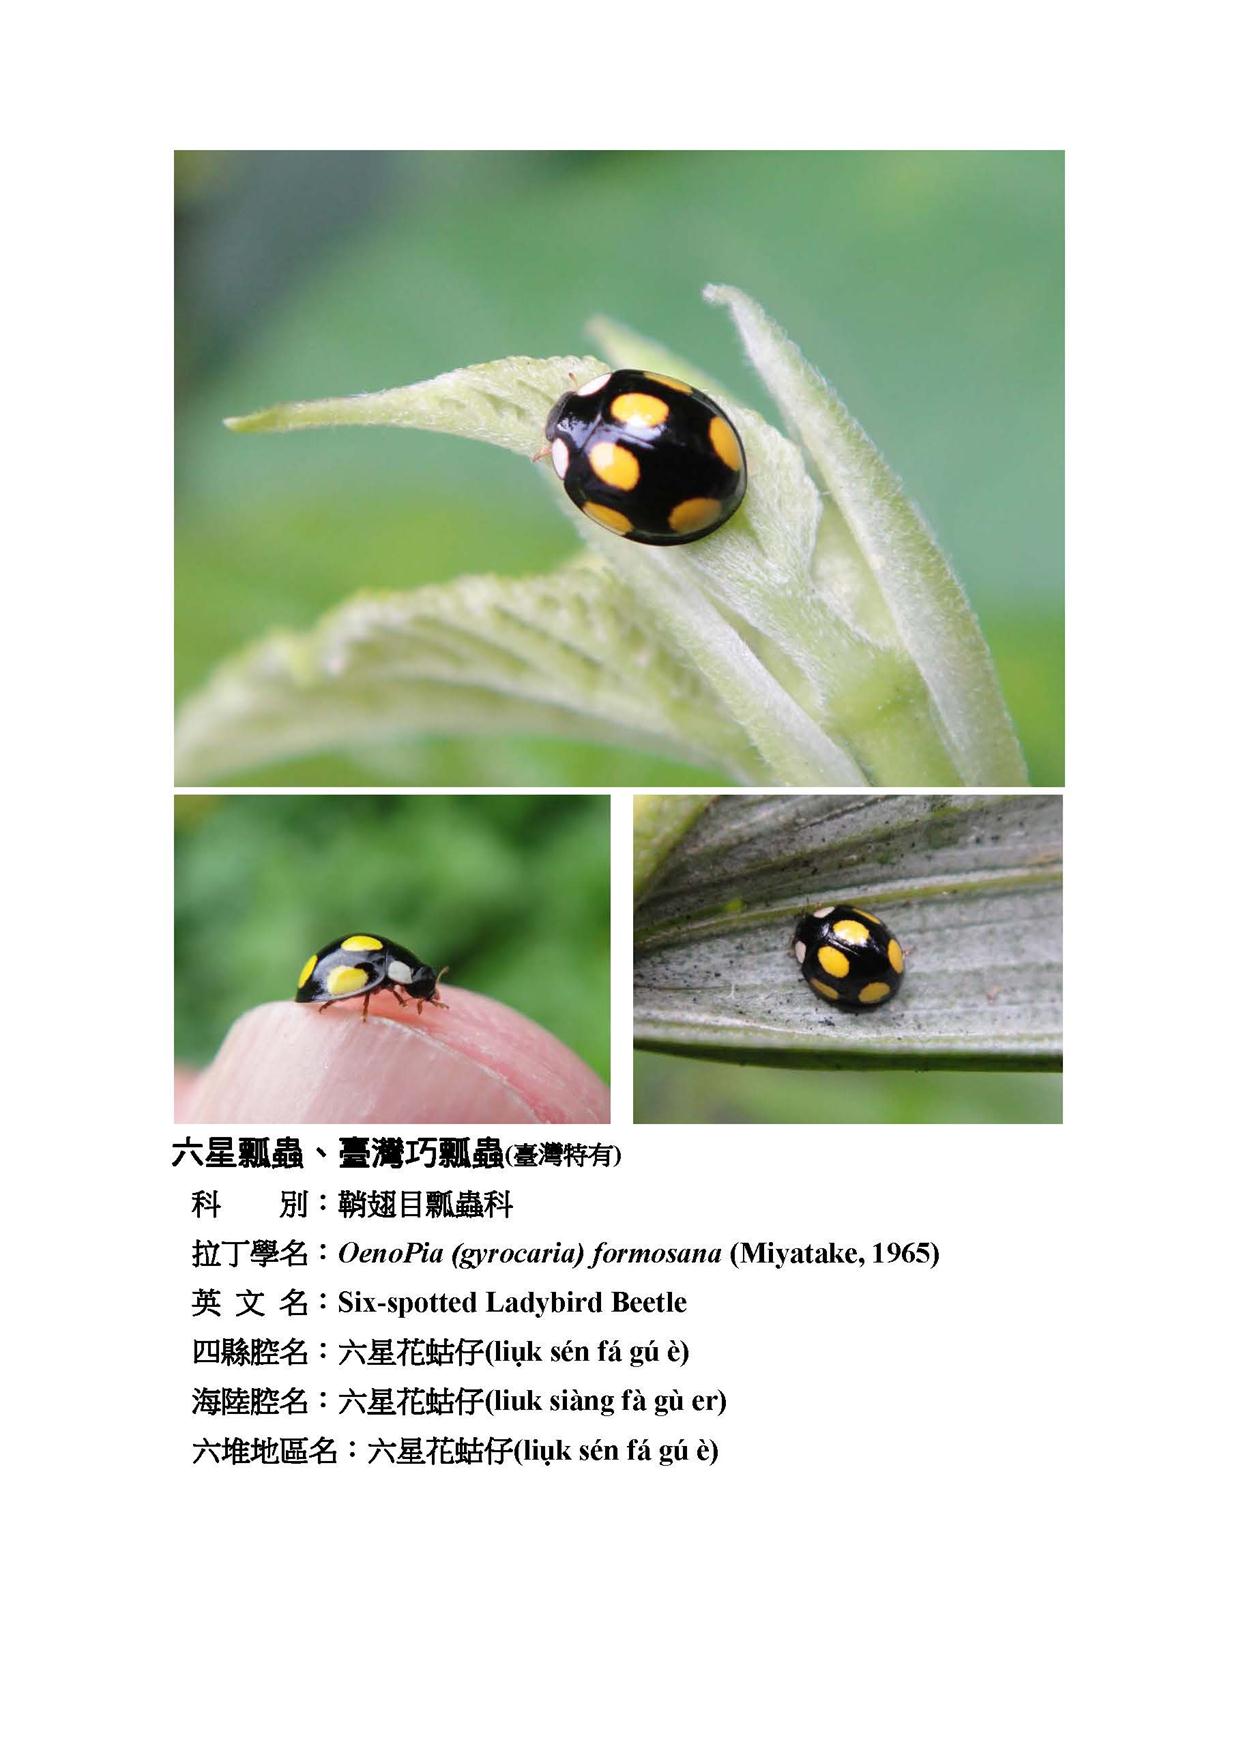 六星瓢蟲、臺灣巧瓢蟲(臺灣特有)
科　　別：鞘翅目瓢蟲科
拉丁學名：OenoPia (gyrocaria) formosana (Miyatake, 1965)
英 文 名：Six-spotted Ladybird Beetle
四縣腔名：六星花蛄仔(liụk sén fá gú è)
海陸腔名：六星花蛄仔(liuk siàng fà gù er)
六堆地區名：六星花蛄仔(liụk sén fá gú è)